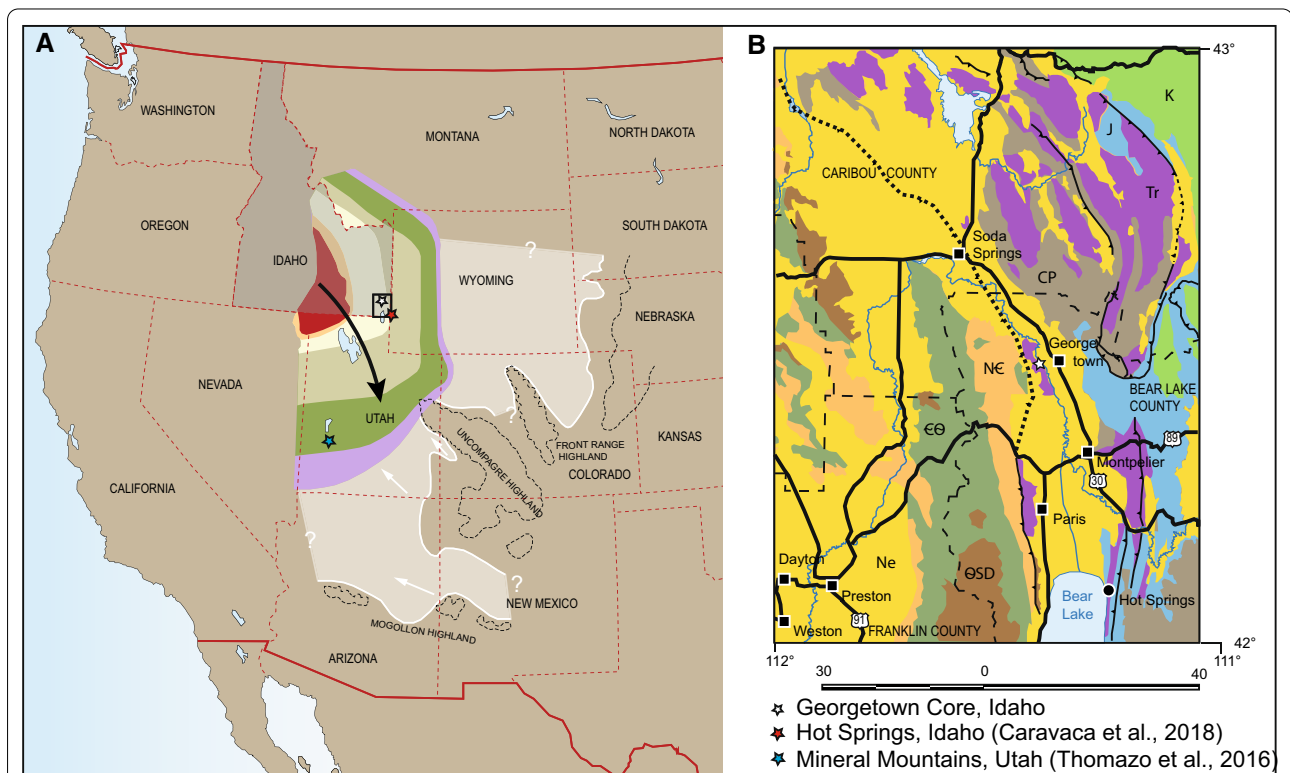 A
WASHINGTON
MONTANA
NORTH DAKOTA
OREGON
IDAHO
SOUTH DAKOTA
WYOMING
?
NEBRASKA
NEVADA
UTAH
?
UNCOMPAGRE HIGHLAND
FRONT RANGE
HIGHLAND
COLORADO
KANSAS
CALIFORNIA
?
?
NEW MEXICO
MOGOLLON HIGHLAND
ARIZONA
B
43°
K
J
CARIBOU COUNTY
Tr
Soda
Springs
CP
George
town
NЄ
BEAR LAKE
COUNTY
ЄӨ
89
Montpelier
30
Paris
Dayton
Ne
ӨSD
Preston
Bear
Lake
Hot Springs
91
Weston
FRANKLIN COUNTY
42°
112°
111°
30
0
40
Georgetown Core, Idaho
Hot Springs, Idaho (Caravaca et al., 2018)
Mineral Mountains, Utah (Thomazo et al., 2016)